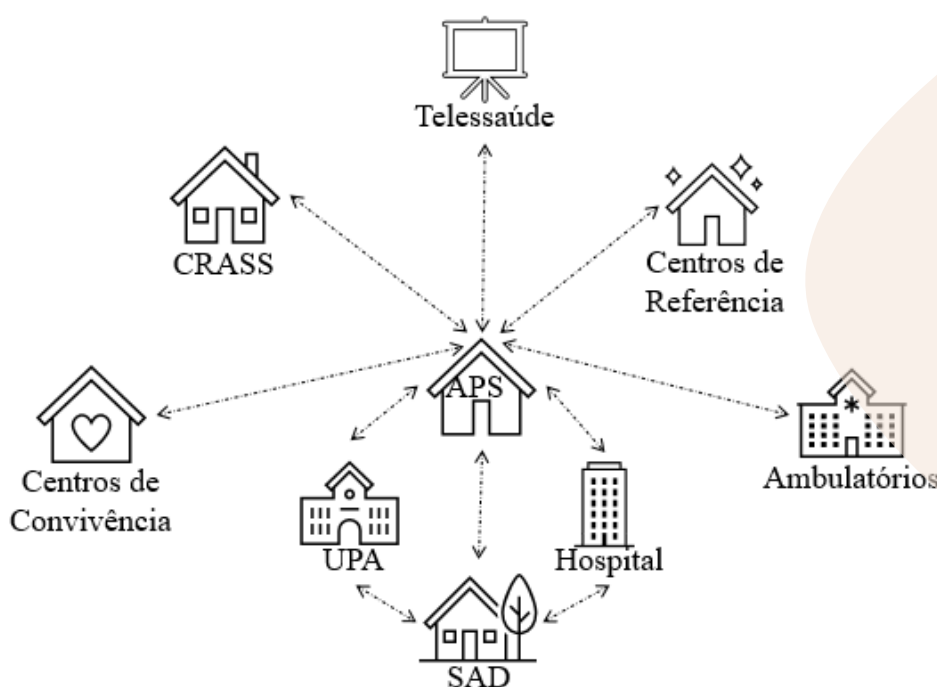 Telessaúde
CRASS
Centros de
Referência
APS
Centros de
Convivência
Ambulatórios
UPA
Hospital
SAD